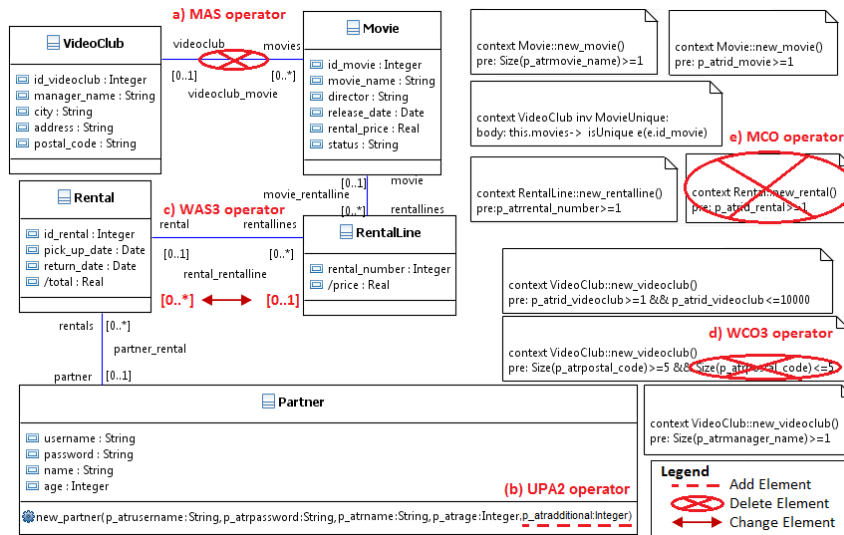 a) MAS operator
VideoClub
id_videoclub : Integer
manager_name : String
city : String
address : String
postal_code : String
videoclub
movies
[0..1]
[0..*]
videoclub_movie
Movie
id_movie : Integer
movie_name : String
director : String
release_date : Date
rental_price : Real
status : String
context Movie::new_movie()
pre: Size(p_atrmovie_name)>=1
context Movie::new_movie()
pre: p_atrid_movie>=1
context VideoClub inv MovieUnique:
body: this.movies-> isUnique e(e.id_movie)
e) MCO operator
context RentalLine::new_rentalline()
pre:p_atrrental_number>=1
context Rental::new_rental()
pre: p_atrid_rental>=1
[0..1]
movie
movie_rentalline
[0..*]
rentallines
Rental
id_rental : Integer
pick_up_date : Date
return_date : Date
/total : Real
c) WAS3 operator
rental
rentallines
[0..1]
[0..*]
rental_rentalline
[0..*]
[0..1]
RentalLine
rental_number : Integer
/price : Real
context VideoClub::new_videoclub()
pre: p_atrid_videoclub>=1 && p_atrid_videoclub<=10000
d) WCO3 operator
context VideoClub::new_videoclub()
pre: Size(p_atrpostal_code)>=5 && Size(p_atrpostal_code)<=5
rentals
[0..*]
partner_rental
partner
[0..1]
Partner
username : String
password : String
name : String
age : Integer
(b) UPA2 operator
new_partner(p_atrusername:String, p_atrpassword:String, p_atrname:String, p_atrage:Integer,p_atradditional:Integer)
context VideoClub::new_videoclub()
pre: Size(p_atrmanager_name)>=1
Legend
Add Element
Delete Element
Change Element